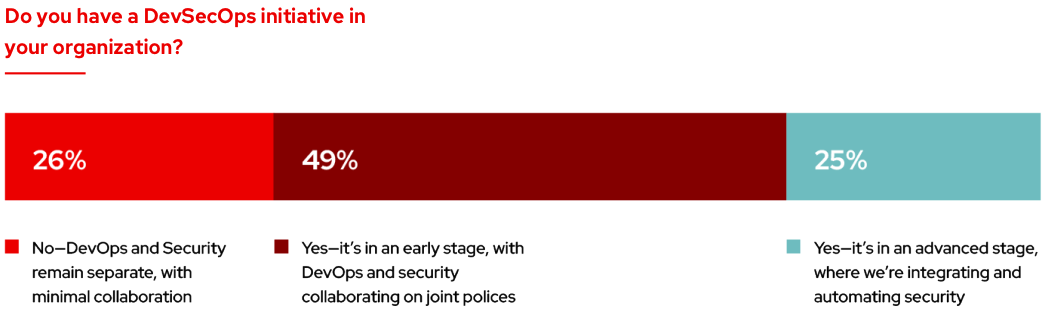 Do you have a DevSecOps initiative in
your organization?
26%
49%
25%
No—DevOps and Security
remain separate, with
minimal collaboration
Yes—it's in an early stage, with
DevOps and security
collaborating on joint polices
Yes—it's in an advanced stage,
where we're integrating and
automating security